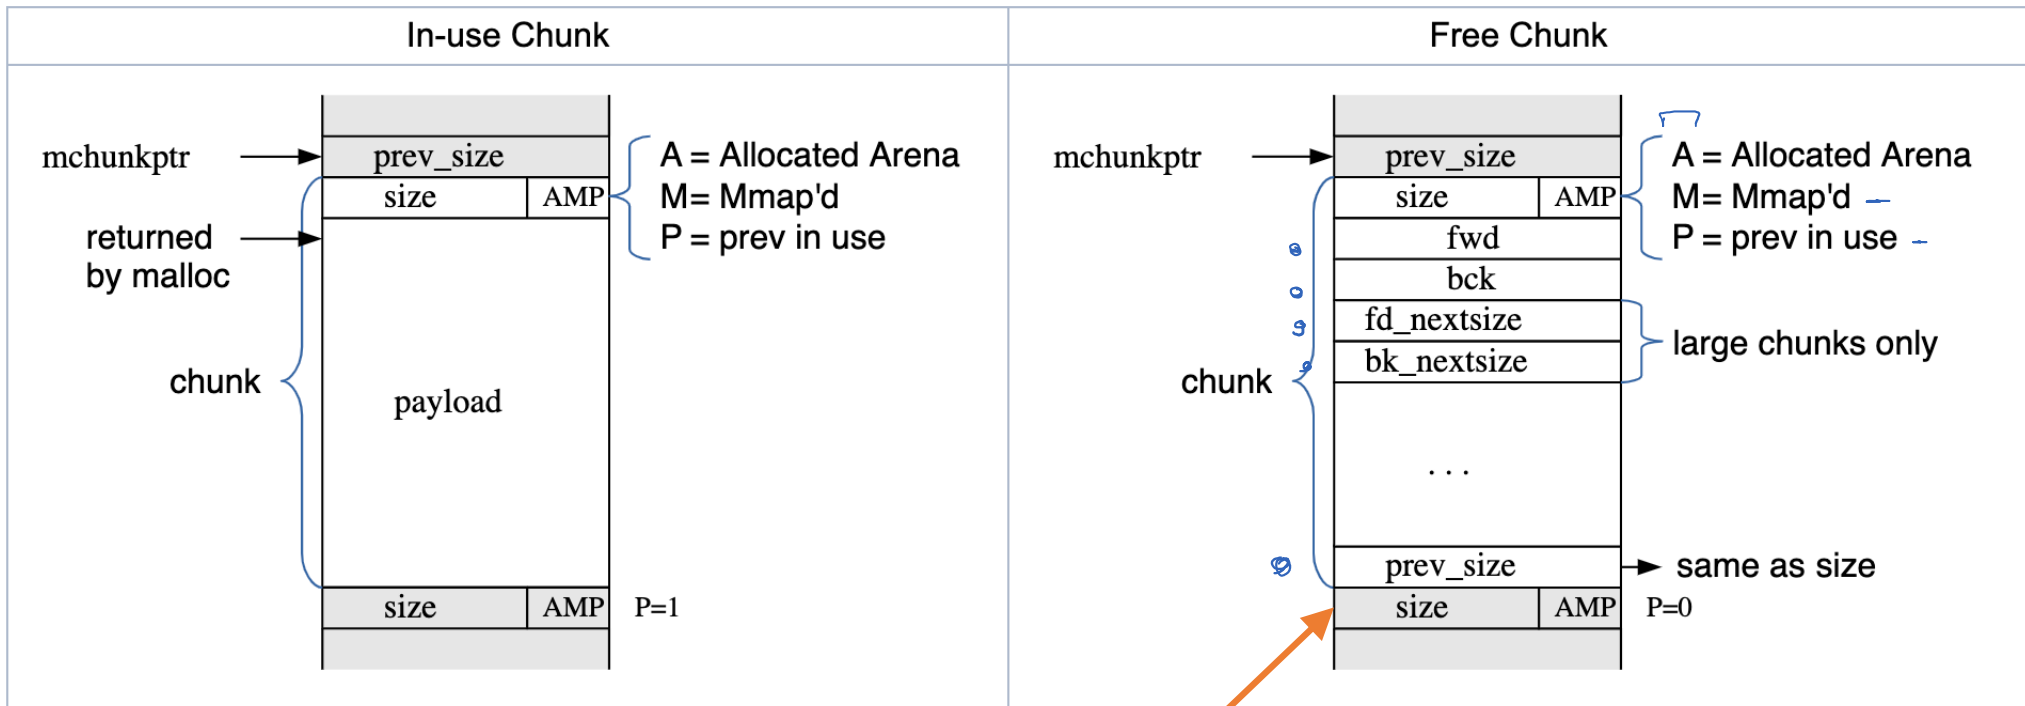 In-use Chunk
mchunkptr
prev_size
size
AMP
A = Allocated Arena
M= Mmap'd
P = prev in use
returned
by malloc
chunk
payload
size
AMP
P=1
Free Chunk
mchunkptr
prev_size
size
AMP
A = Allocated Arena
M= Mmap'd
P = prev in use
fwd
bck
fd_nextsize
bk_nextsize
large chunks only
chunk
. . .
prev_size
same as size
size
AMP
P=0